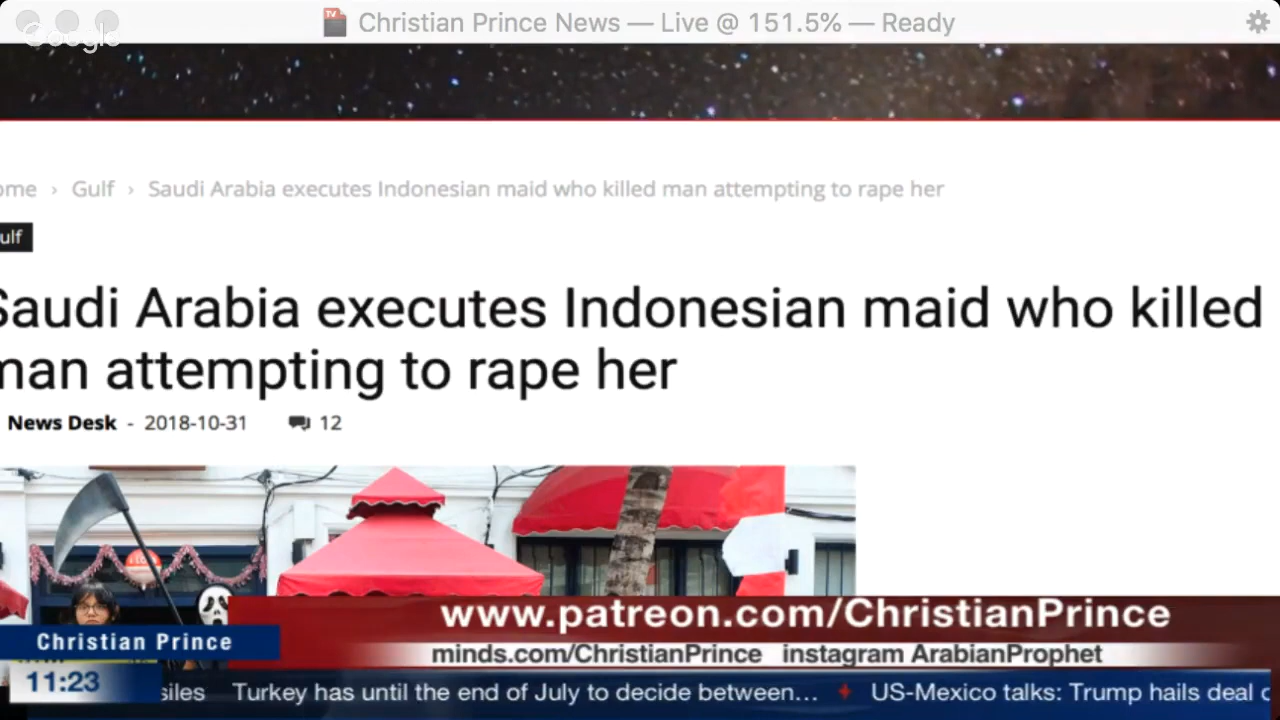 Christian Prince News — Live @ 151.5% — Ready
Google
ome › Gulf › Saudi Arabia executes Indonesian maid who killed man attempting to rape her
ulf
Saudi Arabia executes Indonesian maid who killed
man attempting to rape her
News Desk - 2018-10-31 12
www.patreon.com/ChristianPrince
Christian Prince
minds.com/ChristianPrince instagram ArabianProphet
11:23
siles Turkey has until the end of July to decide between... US-Mexico talks: Trump hails deal c